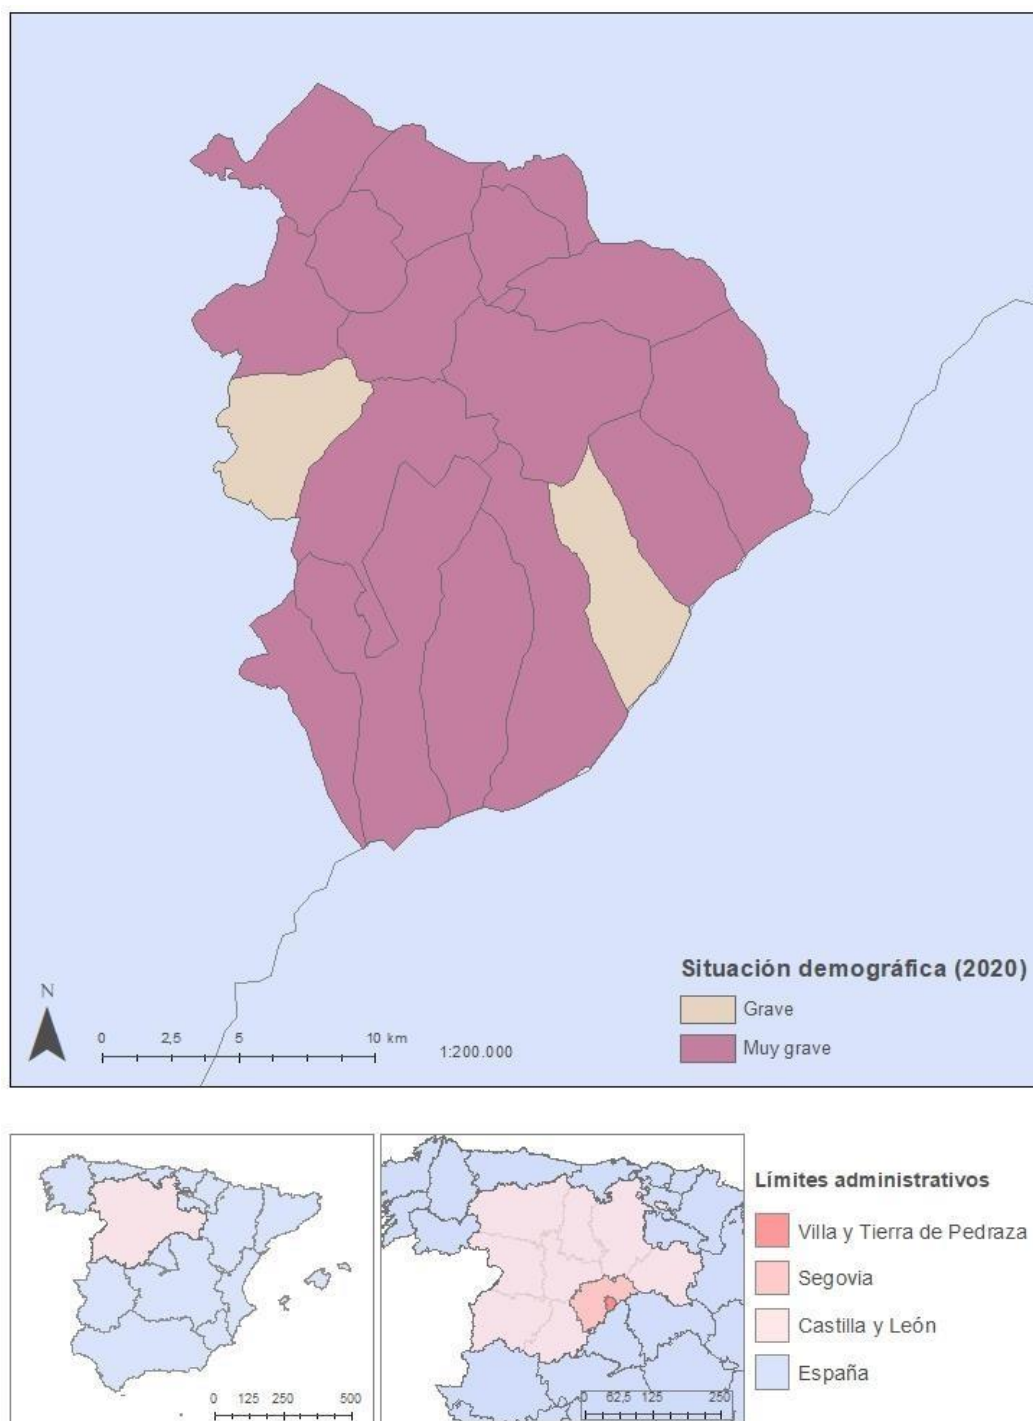 Situación demográfica (2020)
Grave
Muy grave
N
0 2,5 5 10 km
1:200.000
Límites administrativos
Villa y Tierra de Pedraza
Segovia
Castilla y León
España
0 125 250 500
0 62,5 125 250